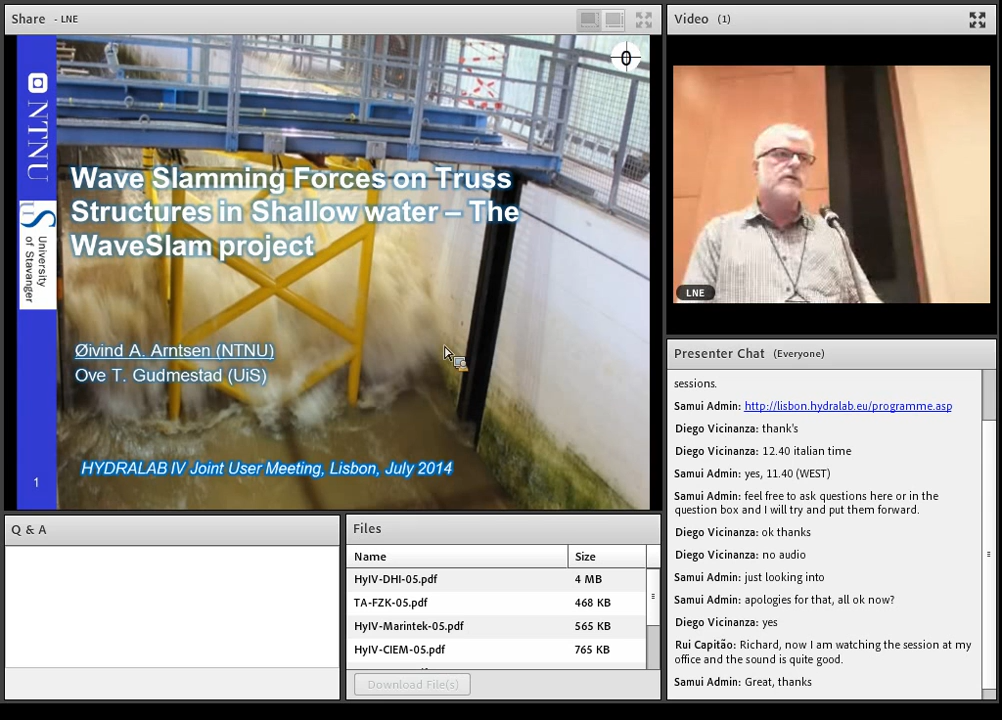 Share - LNE
0
NTNU
US
University
of Stavanger
Wave Slamming Forces on Truss
Structures in Shallow water – The
WaveSlam project
Øivind A. Arntsen (NTNU)
Ove T. Gudmestad (UiS)
HYDRALAB IV Joint User Meeting, Lisbon, July 2014
1
Video (1)
LNE
Presenter Chat (Everyone)
sessions.
Samui Admin: http://lisbon.hydralab.eu/programme.asp
Diego Vicinanza: thank's
Diego Vicinanza: 12.40 italian time
Samui Admin: yes, 11.40 (WEST)
Samui Admin: feel free to ask questions here or in the
question box and I will try and put them forward.
Diego Vicinanza: ok thanks
Diego Vicinanza: no audio
Samui Admin: just looking into
Samui Admin: apologies for that, all ok now?
Diego Vicinanza: yes
Rui Capitão: Richard, now I am watching the session at my
office and the sound is quite good.
Samui Admin: Great, thanks
Q & A
Files
Name Size
HyIV-DHI-05.pdf 4 MB
TA-FZK-05.pdf 468 KB
HyIV-Marintek-05.pdf 565 KB
HyIV-CIEM-05.pdf 765 KB
Download File(s)